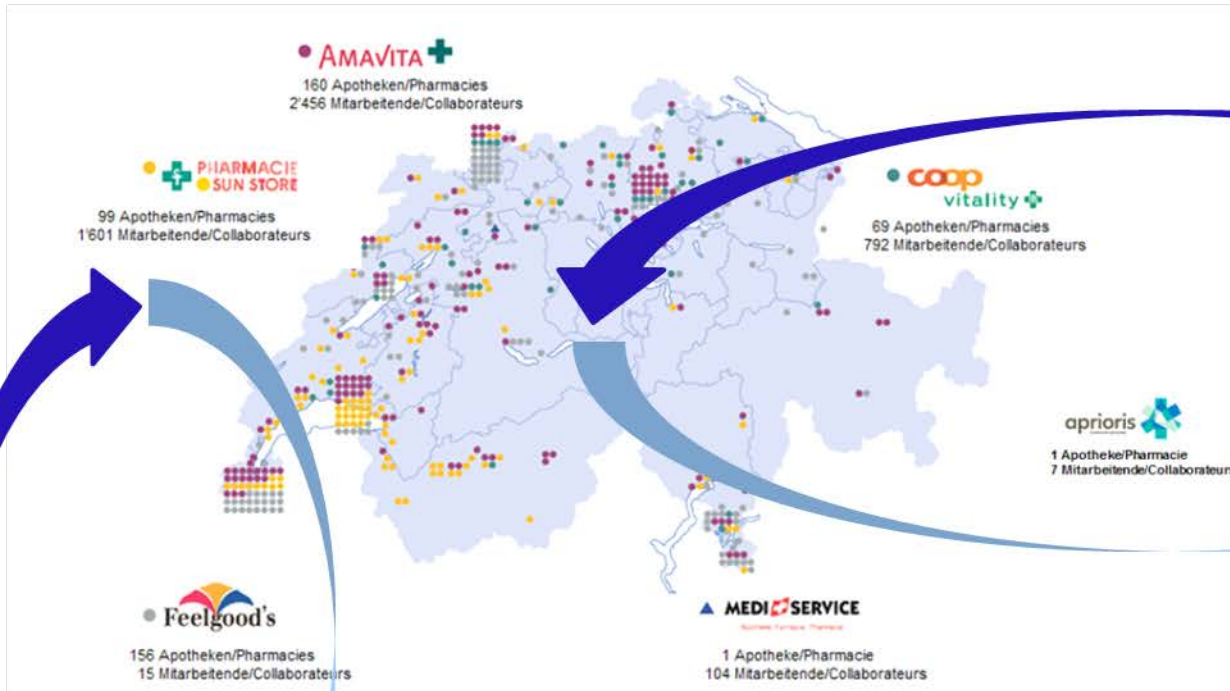 AMAVITA
160 Apotheken/Pharmacies
2'456 Mitarbeitende/Collaborateurs
PHARMACIE
SUN STORE
99 Apotheken/Pharmacies
1'601 Mitarbeitende/Collaborateurs
coop
vitality
69 Apotheken/Pharmacies
792 Mitarbeitende/Collaborateurs
aprioris
1 Apotheke/Pharmacie
7 Mitarbeitende/Collaborateurs
Feelgood's
156 Apotheken/Pharmacies
15 Mitarbeitende/Collaborateurs
MEDI SERVICE
1 Apotheke/Pharmacie
104 Mitarbeitende/Collaborateurs